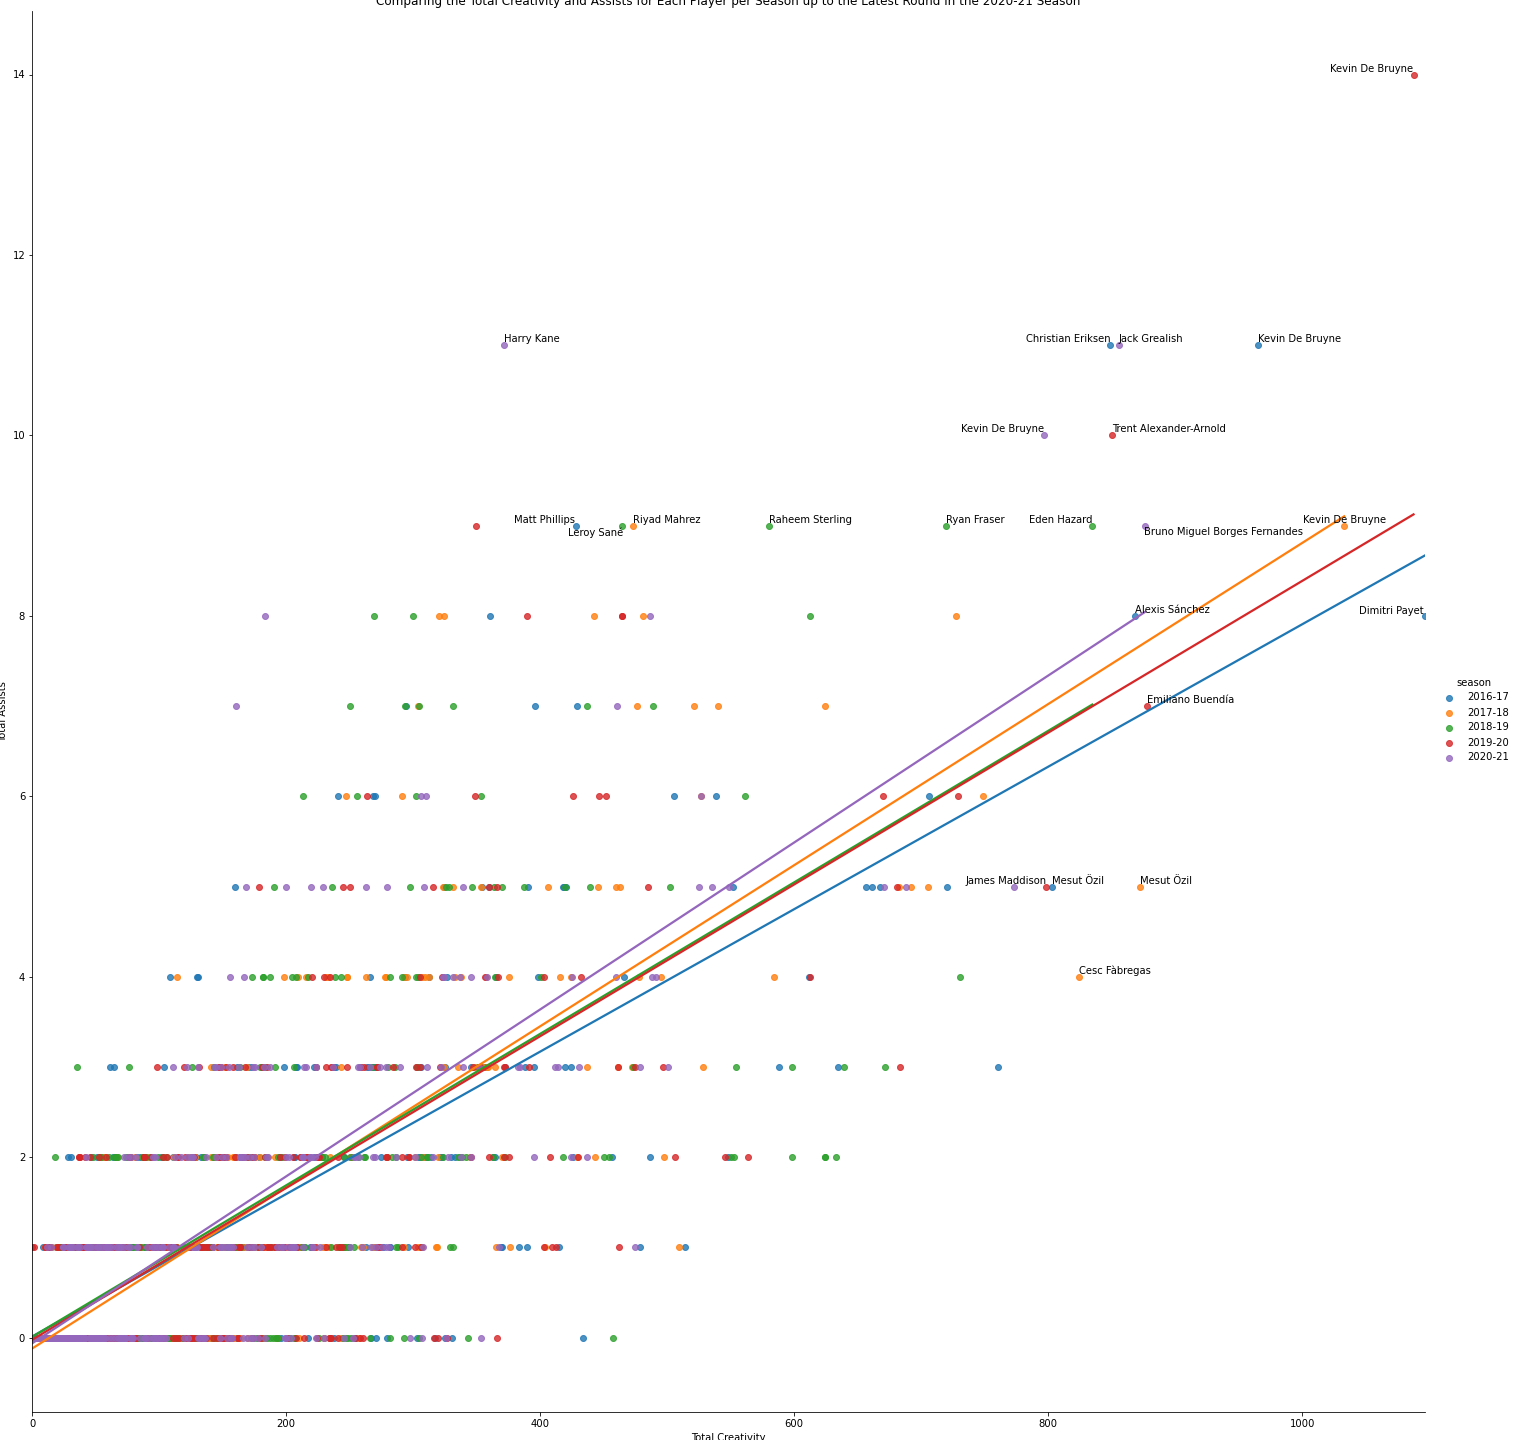 Comparing the Total Creativity and Assists for Each Player per Season up to the Latest Round in the 2020-21 Season
14
Kevin De Bruyne
12
Harry Kane
Christian Eriksen
Jack Grealish
Kevin De Bruyne
10
Kevin De Bruyne
Trent Alexander-Arnold
Matt Phillips
Leroy Sané
Riyad Mahrez
Raheem Sterling
Ryan Fraser
Eden Hazard
Bruno Miguel Borges Fernandes
Kevin De Bruyne
8
Alexis Sánchez
Dimitri Payet
Emiliano Buendía
Total Assists
season
2016-17
2017-18
2018-19
2019-20
2020-21
6
James Maddison
Mesut Özil
Mesut Özil
4
Cesc Fàbregas
2
0
0
200
400
600
800
1000
Total Creativity